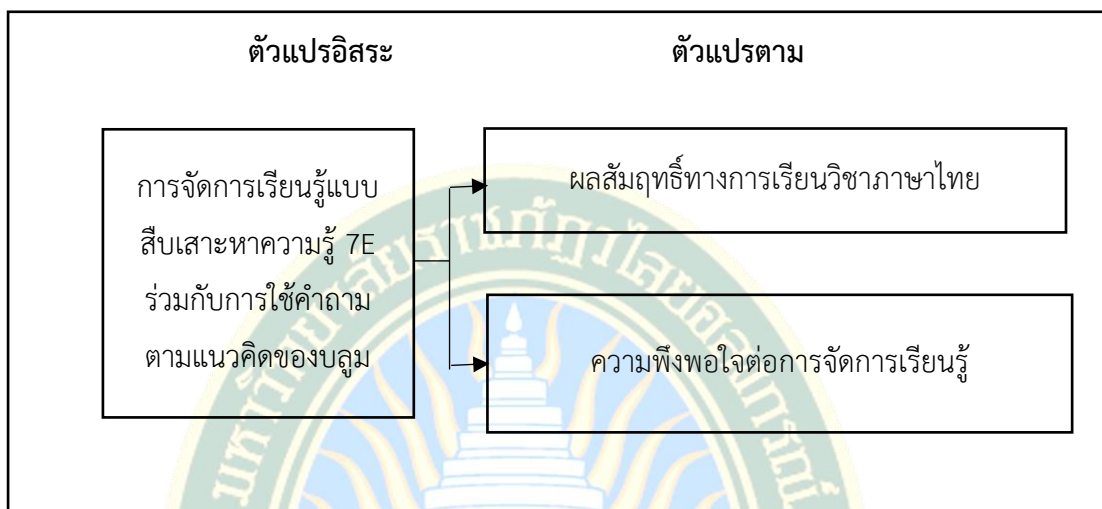 ตัวแปรอิสระ
ตัวแปรตาม
การจัดการเรียนรู้แบบ
สืบเสาะหาความรู้ 7E
ร่วมกับการใช้คำถาม
ตามแนวคิดของบลูม
ผลสัมฤทธิ์ทางการเรียนวิชาภาษาไทย
ความพึงพอใจต่อการจัดการเรียนรู้